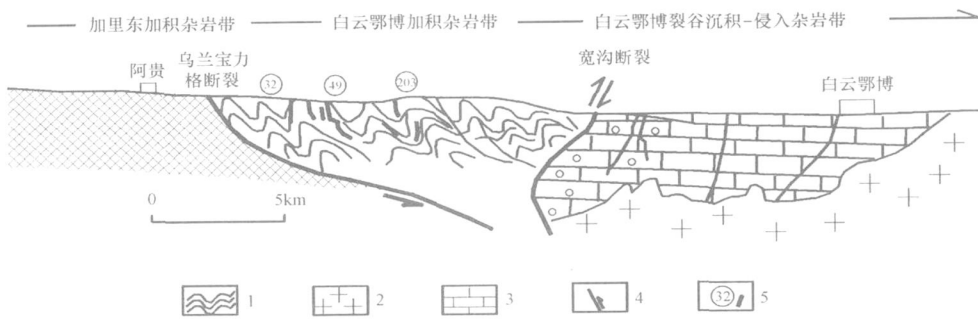 加里东加积杂岩带 白云鄂博加积杂岩带 白云鄂博裂谷沉积-侵入杂岩带
阿贵 乌兰宝力格断裂 32 49 203 宽沟断裂 白云鄂博
0 5km
1 2 3 4 32 5